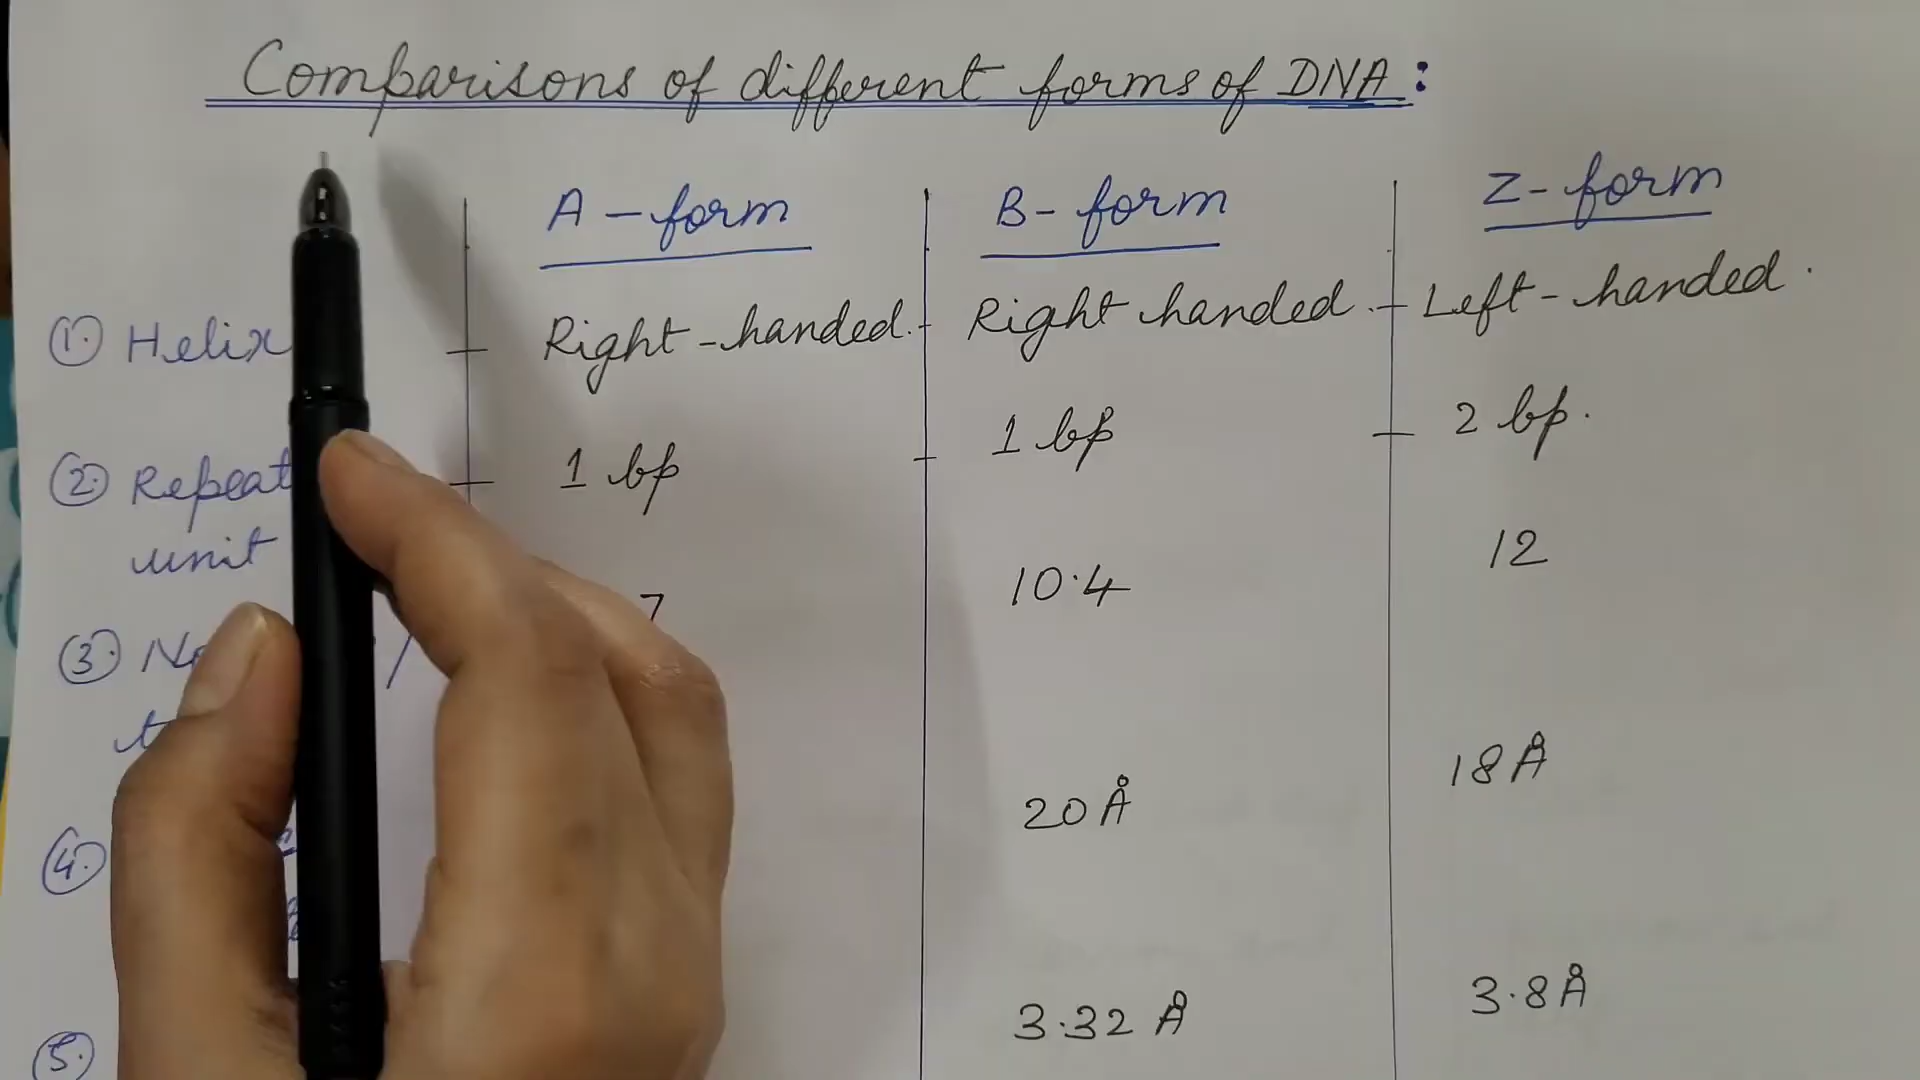 Comparisons of different forms of DNA:
A-form B-form Z-form
(1.) Helix Right-handed. Right handed. Left-handed.
(2.) Repeat 1 bp 1 bp 2 bp.
unit
(3.) 10.4 12
(4.) 20Å 18Å
(5.) 3.32 Å 3.8Å